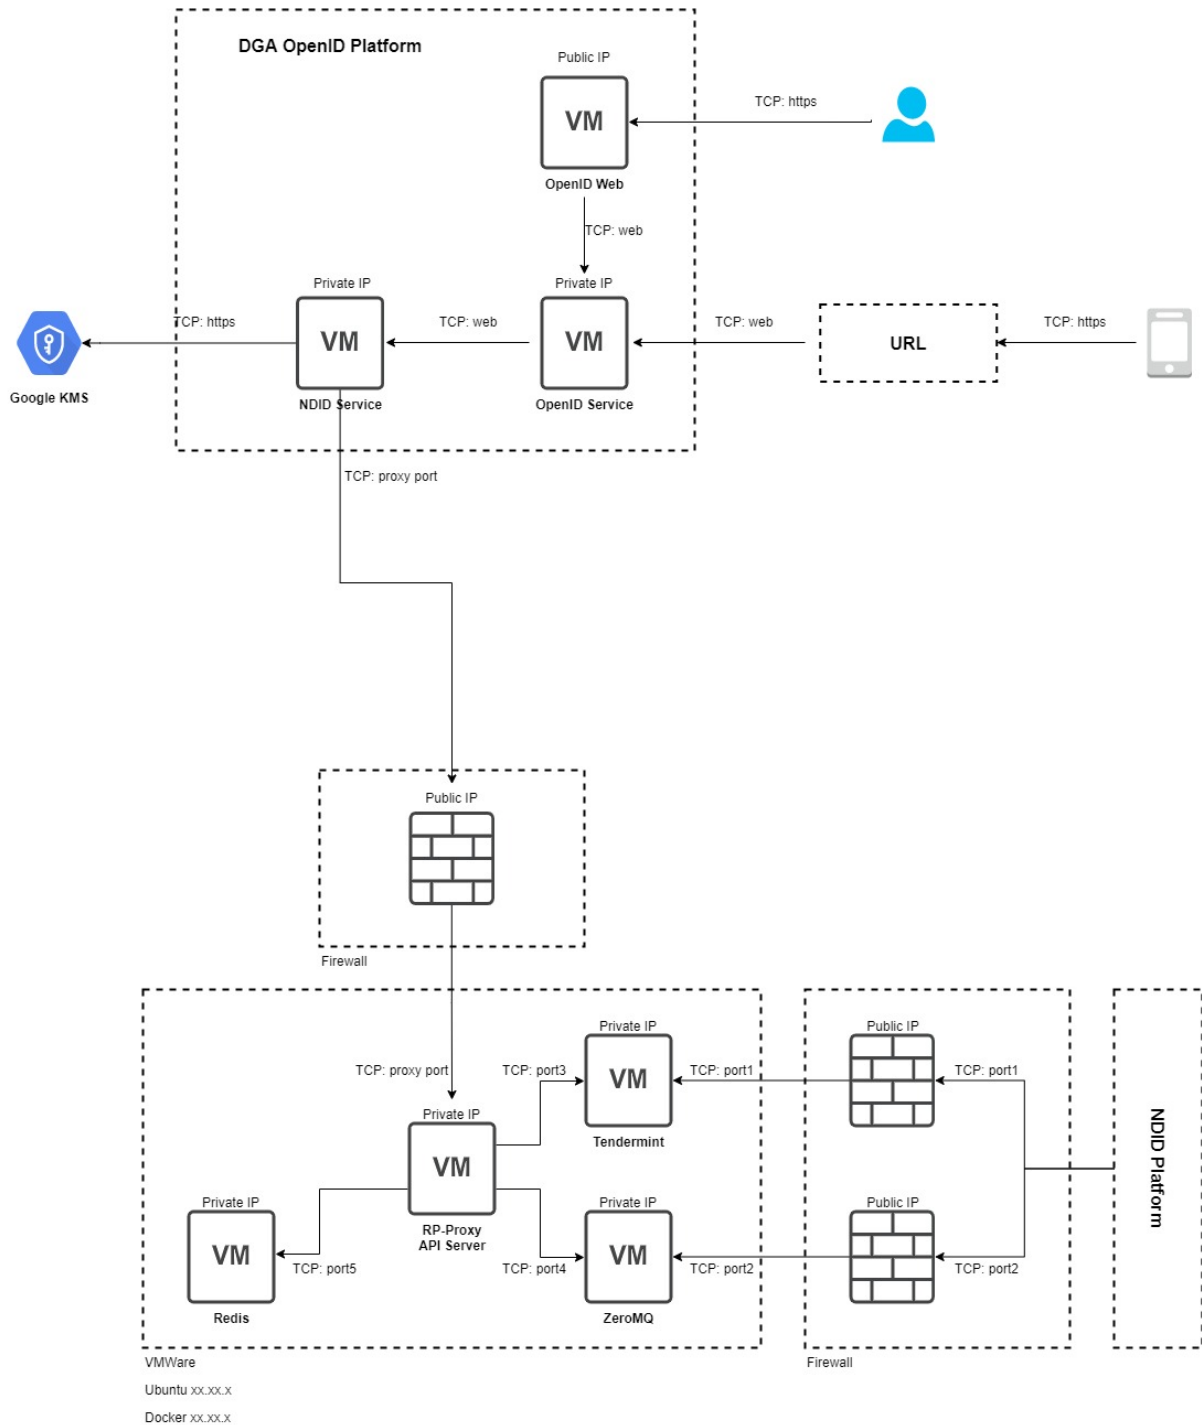 DGA OpenID Platform
Public IP
VM
OpenID Web
TCP: https
TCP: web
Private IP
VM
NDID Service
Private IP
VM
OpenID Service
TCP: https
TCP: web
TCP: web
URL
TCP: https
Google KMS
TCP: proxy port
Public IP
Firewall
TCP: proxy port
Private IP
VM
RP-Proxy
API Server
TCP: port3
Private IP
VM
Tendermint
TCP: port1
Public IP
TCP: port1
Private IP
VM
Redis
TCP: port5
TCP: port4
Private IP
VM
ZeroMQ
TCP: port2
Public IP
TCP: port2
NDID Platform
VMWare
Ubuntu xx.xx.x
Docker xx.xx.x
Firewall